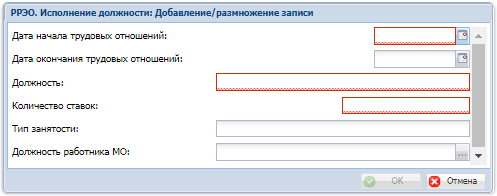 РРЭО. Исполнение должности: Добавление/размножение записи
Дата начала трудовых отношений:
Дата окончания трудовых отношений:
Должность:
Количество ставок:
Тип занятости:
Должность работника МО:
...
ОК Отмена